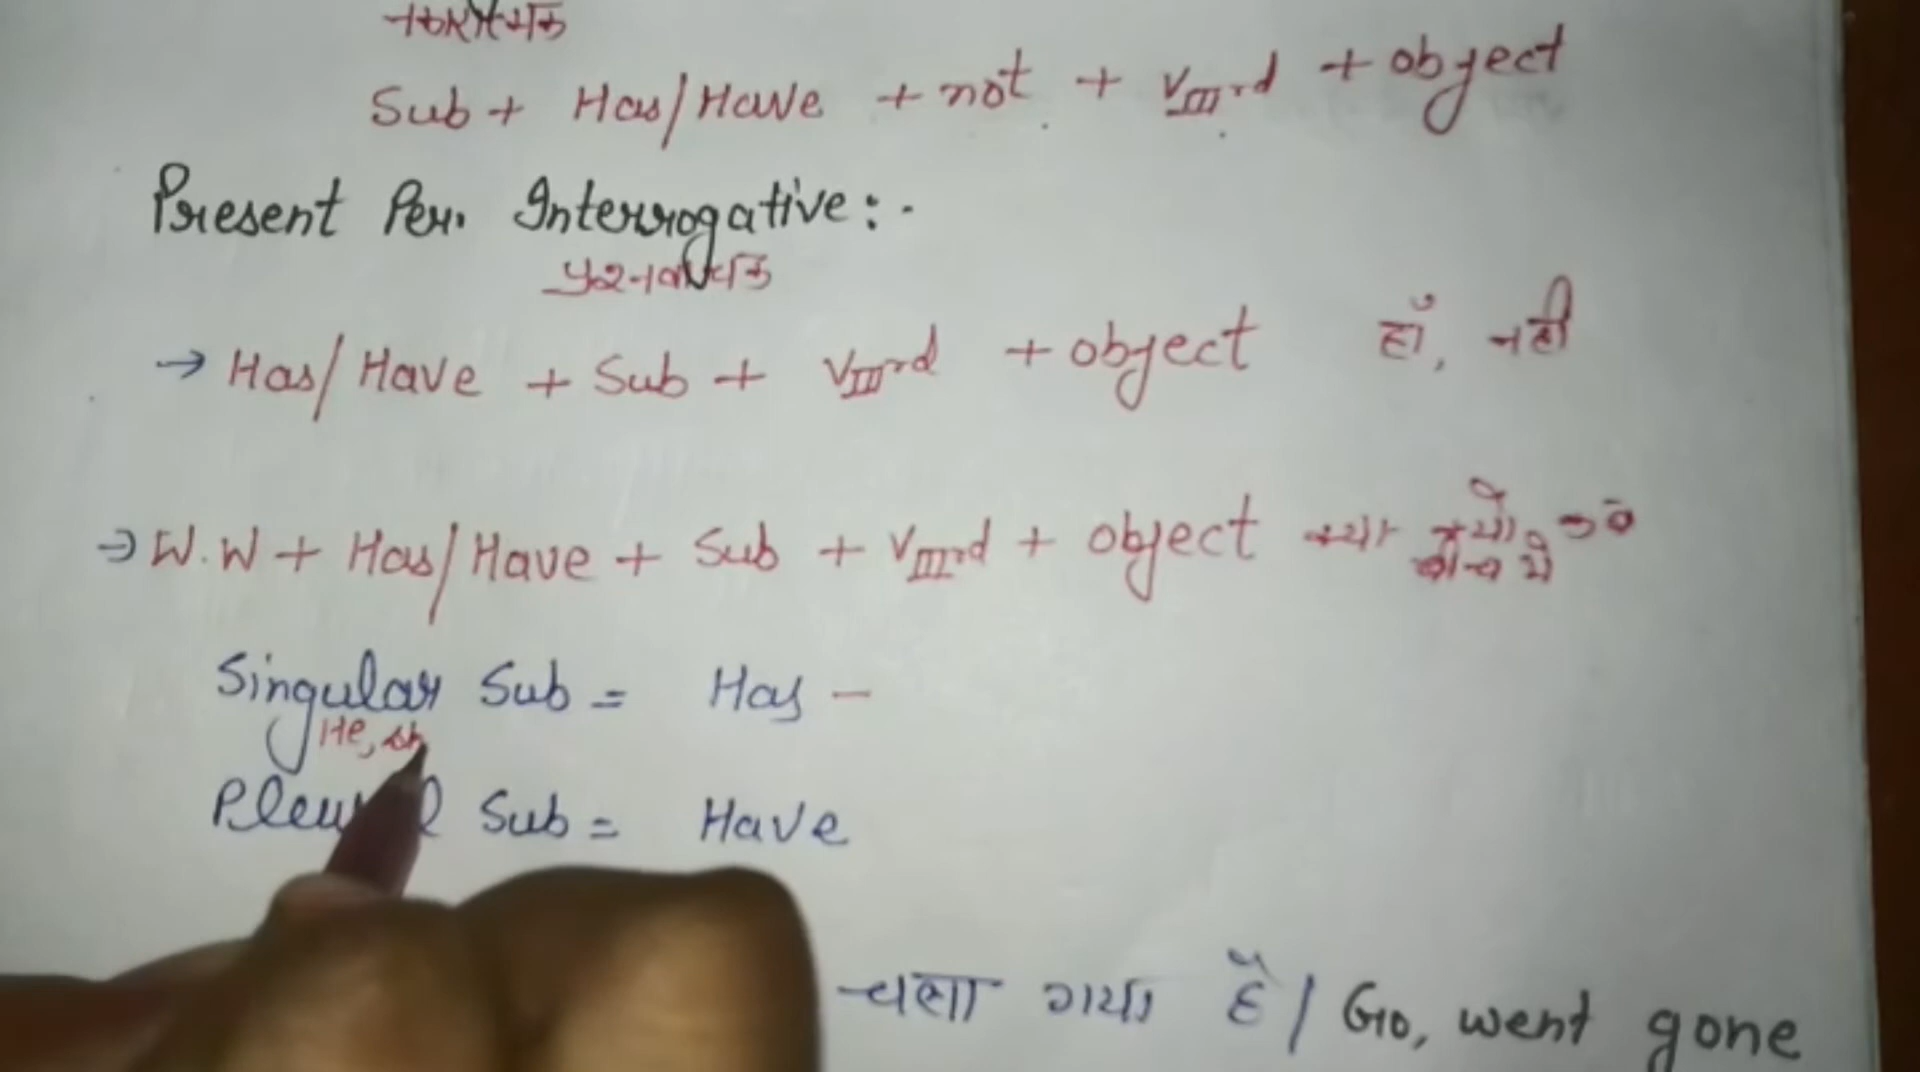 नकारात्मक
Sub + Has/Have + not + VIIIrd + object
Present Per. Interrogative:-
प्रश्नवाचक
→ Has/Have + Sub + VIIIrd + object हाँ, नही
→ W.W + Has/Have + Sub + VIIIrd + object क्या क्यो
बीच मे
Singular Sub = Has -
He, sh
Sub = Have
चला गया है / Go, went gone